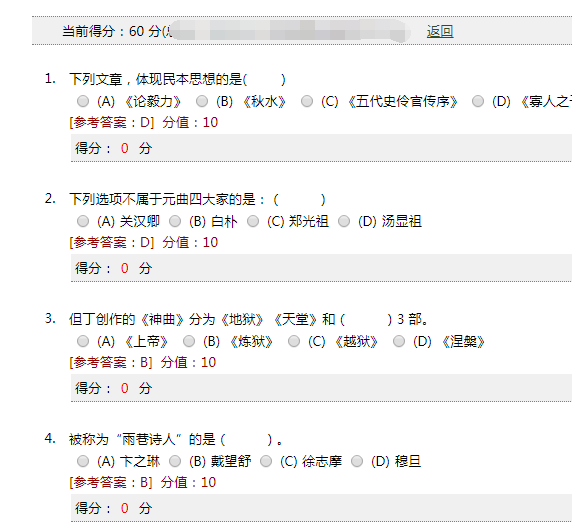 当前得分：60 分(
返回
1. 下列文章，体现民本思想的是( )
(A) 《论毅力》 (B) 《秋水》 (C) 《五代史伶官传序》 (D) 《寡人之
[参考答案：D] 分值：10
得分： 0 分
2. 下列选项不属于元曲四大家的是：( )
(A) 关汉卿 (B) 白朴 (C) 郑光祖 (D) 汤显祖
[参考答案：D] 分值：10
得分： 0 分
3. 但丁创作的《神曲》分为《地狱》《天堂》和 ( ) 3 部。
(A) 《上帝》 (B) 《炼狱》 (C) 《越狱》 (D) 《涅槃》
[参考答案：B] 分值：10
得分： 0 分
4. 被称为“雨巷诗人”的是 ( )。
(A) 卞之琳 (B) 戴望舒 (C) 徐志摩 (D) 穆旦
[参考答案：B] 分值：10
得分： 0 分